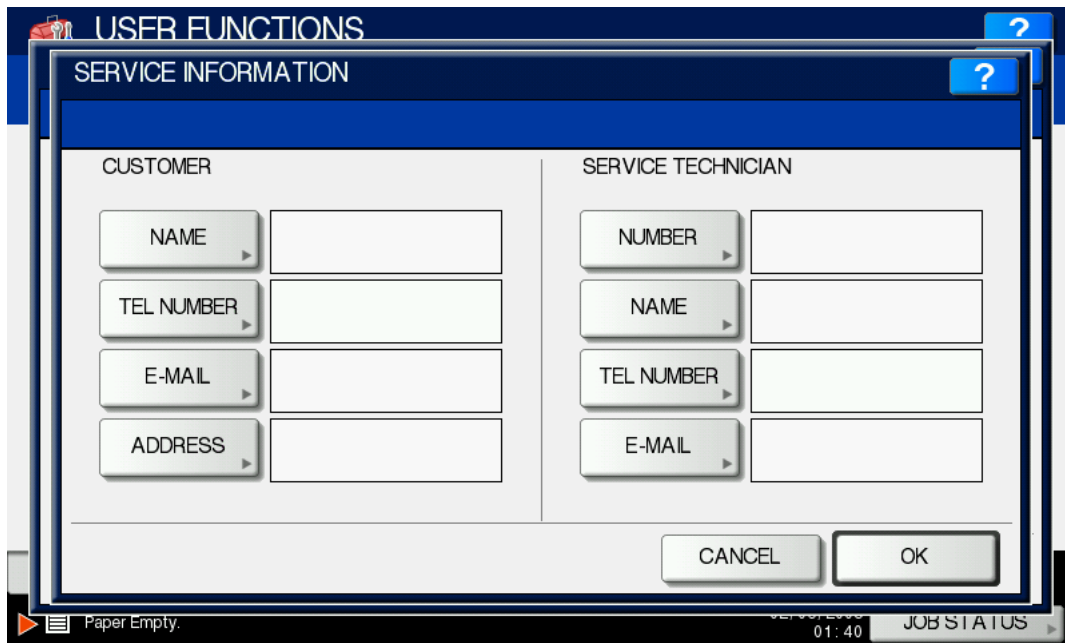 USER FUNCTIONS
?
SERVICE INFORMATION
?
CUSTOMER
SERVICE TECHNICIAN
NAME
NUMBER
TEL NUMBER
NAME
E-MAIL
TEL NUMBER
ADDRESS
E-MAIL
CANCEL
OK
Paper Empty.
01:40
JOB STATUS